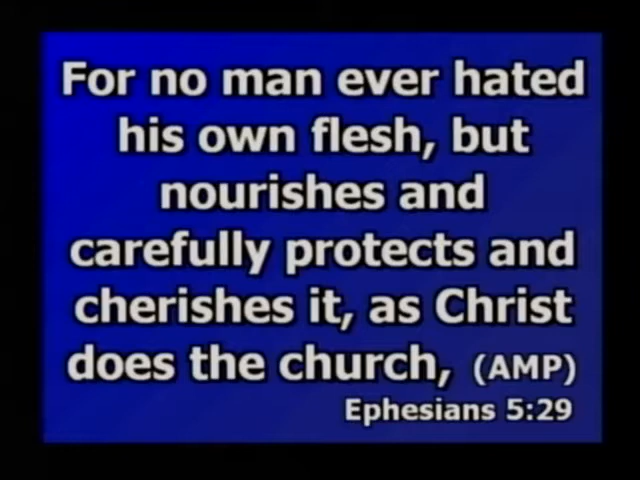 For no man ever hated
his own flesh, but
nourishes and
carefully protects and
cherishes it, as Christ
does the church, (AMP)
Ephesians 5:29